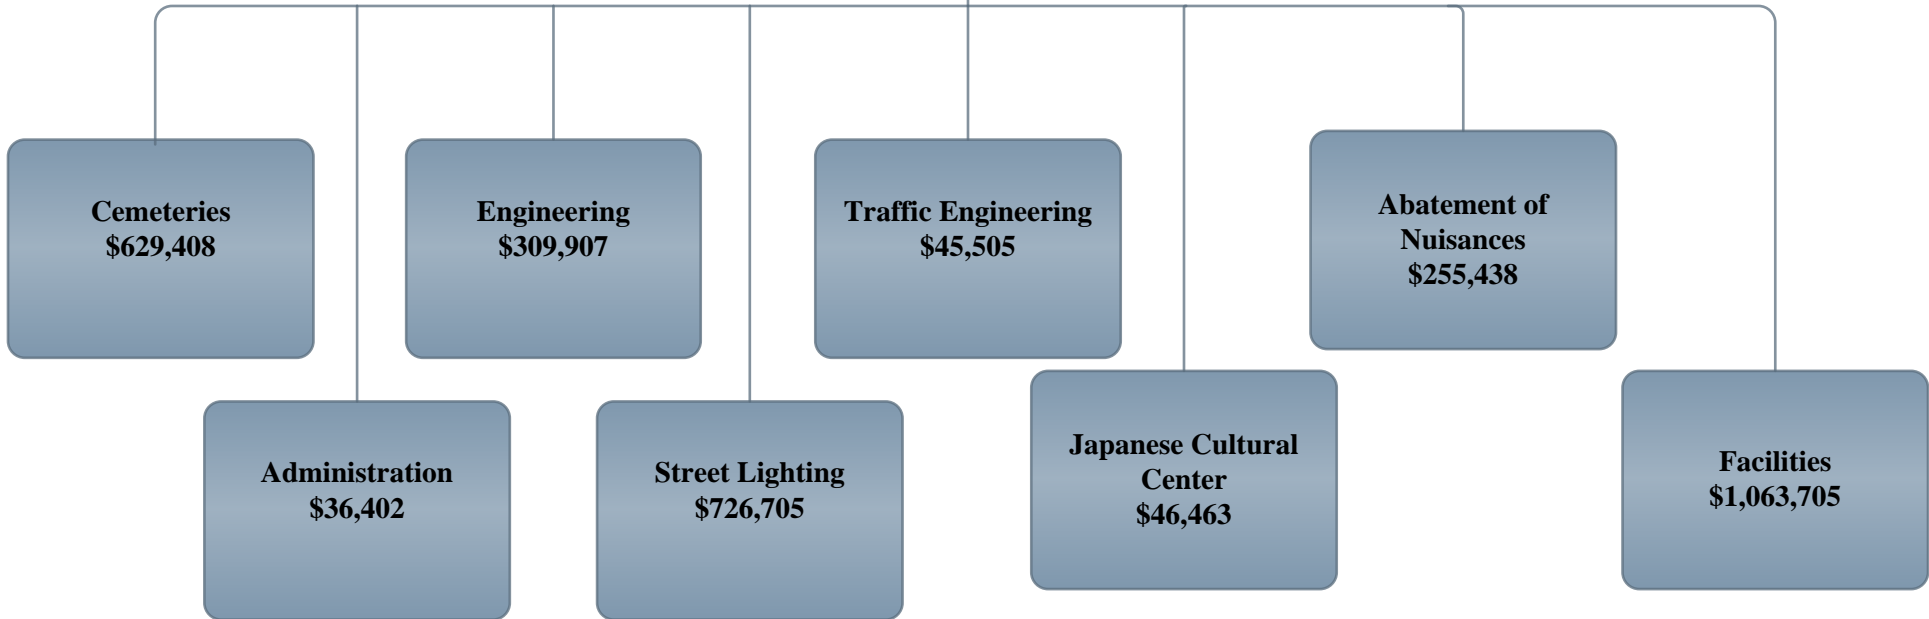 Cemeteries
$629,408
Engineering
$309,907
Traffic Engineering
$45,505
Abatement of
Nuisances
$255,438
Administration
$36,402
Street Lighting
$726,705
Japanese Cultural
Center
$46,463
Facilities
$1,063,705